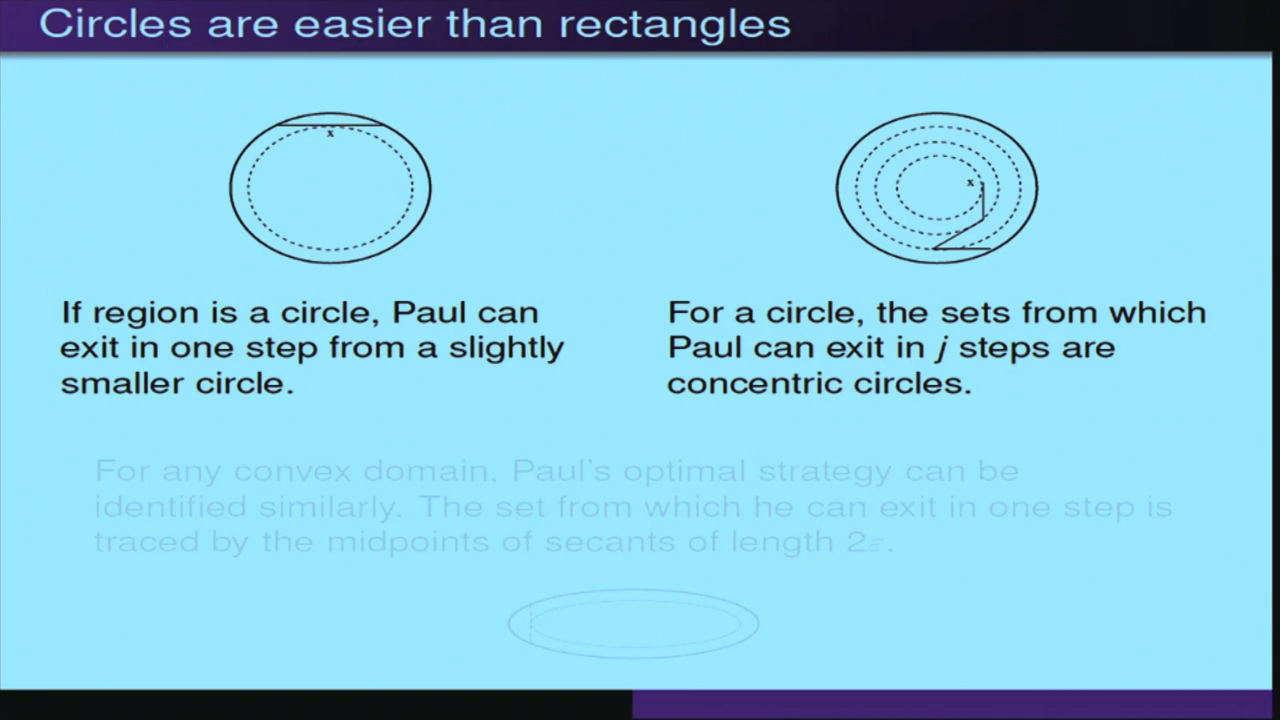 Circles are easier than rectangles
x
x
If region is a circle, Paul can
exit in one step from a slightly
smaller circle.
For a circle, the sets from which
Paul can exit in j steps are
concentric circles.
For any convex domain, Paul's optimal strategy can be
identified similarly. The set from which he can exit in one step is
traced by the midpoints of secants of length 2ε.